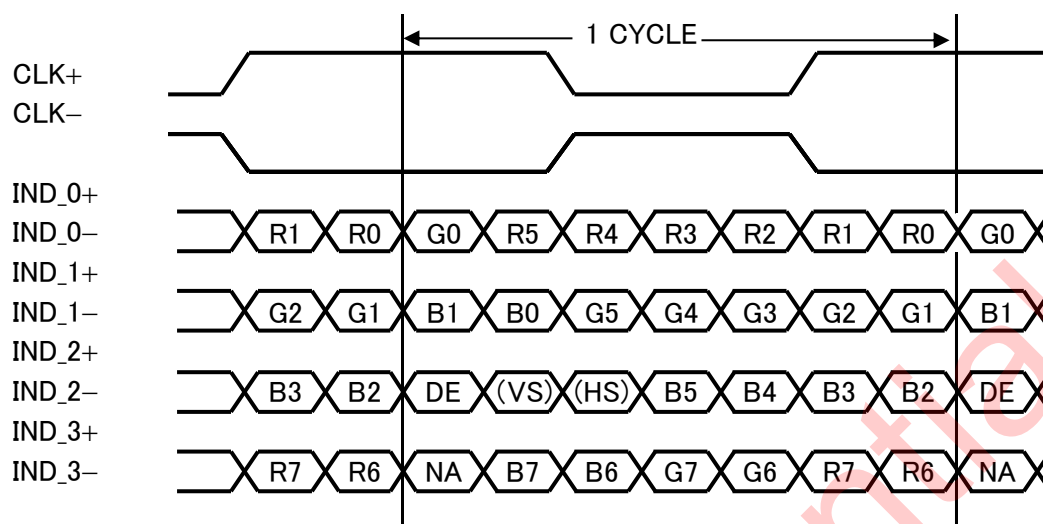 1 CYCLE
CLK+
CLK−
IND_0+
IND_0− R1 R0 G0 R5 R4 R3 R2 R1 R0 G0
IND_1+
IND_1− G2 G1 B1 B0 G5 G4 G3 G2 G1 B1
IND_2+
IND_2− B3 B2 DE (VS) (HS) B5 B4 B3 B2 DE
IND_3+
IND_3− R7 R6 NA B7 B6 G7 G6 R7 R6 NA